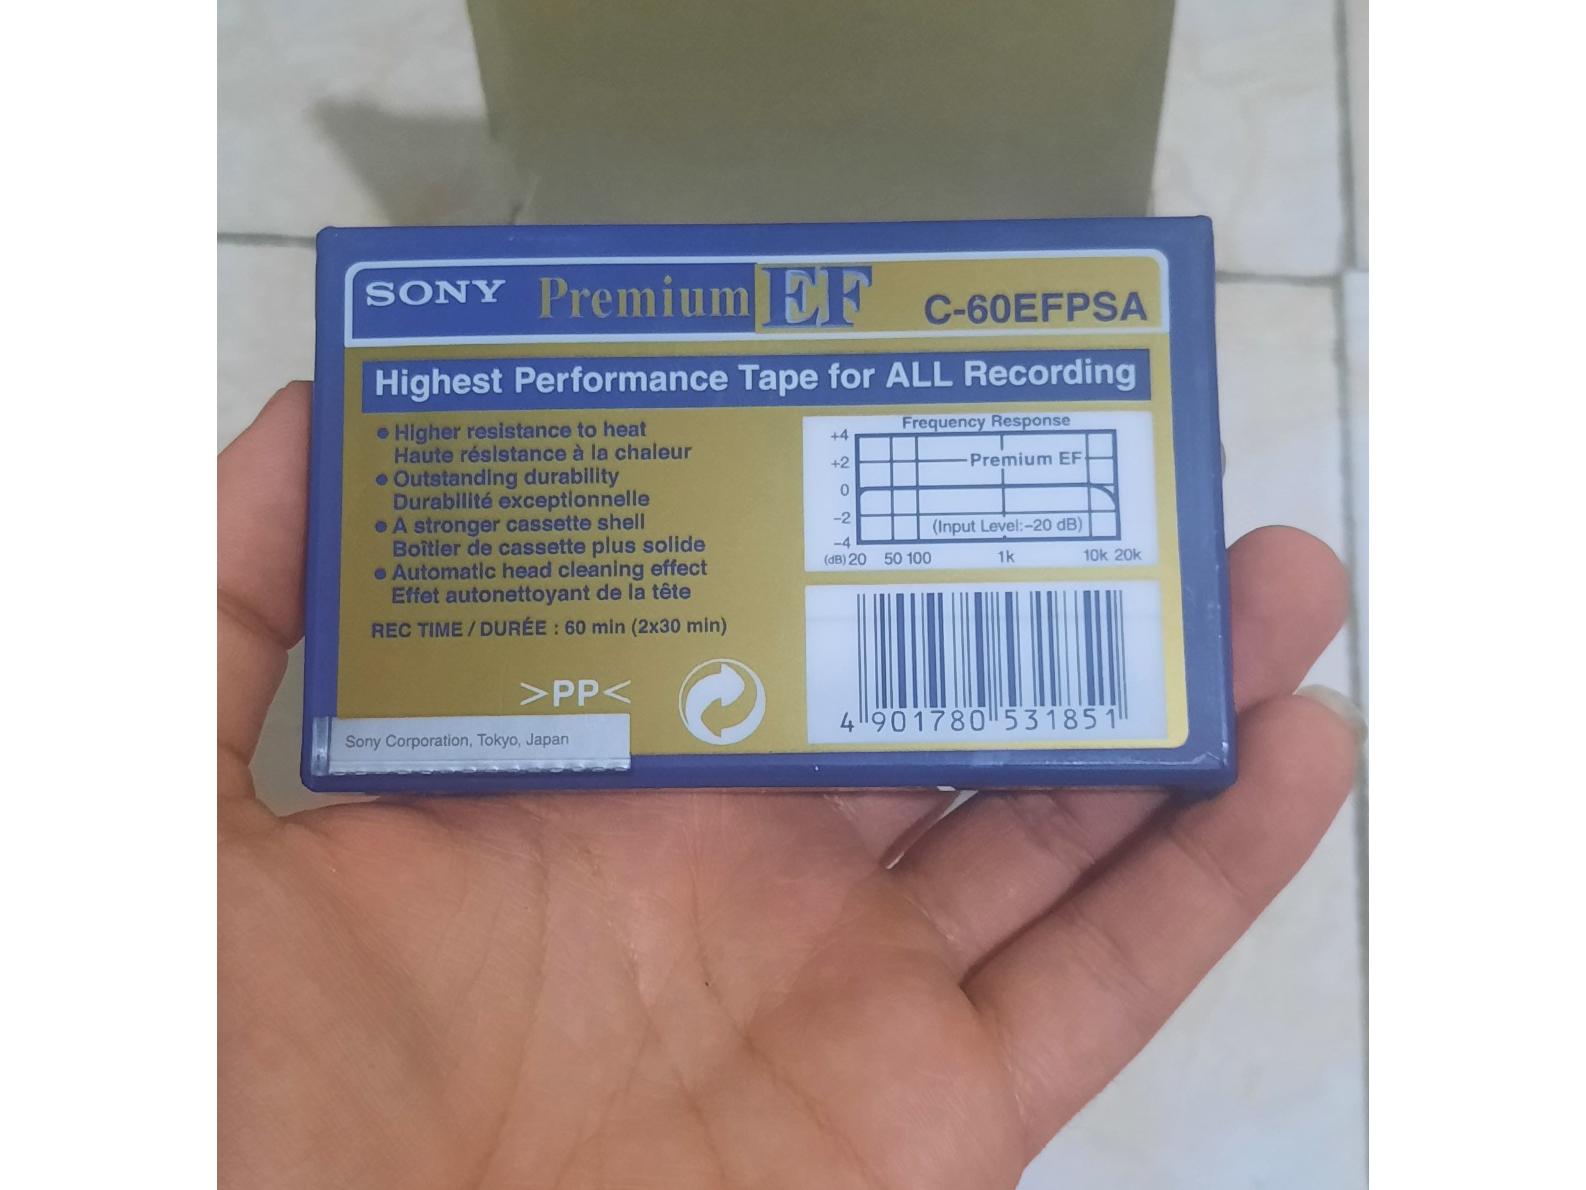 SONY Premium EF C-60EFPSA
Highest Performance Tape for ALL Recording
• Higher resistance to heat
Haute résistance à la chaleur
• Outstanding durability
Durabilité exceptionnelle
• A stronger cassette shell
Boîtier de cassette plus solide
• Automatic head cleaning effect
Effet autonettoyant de la tête
REC TIME / DURÉE : 60 min (2x30 min)
>PP<
Sony Corporation, Tokyo, Japan
Frequency Response
+4
+2
Premium EF
0
-2
(Input Level:-20 dB)
-4
(dB) 20 50 100 1k 10k 20k
4 901780 531851